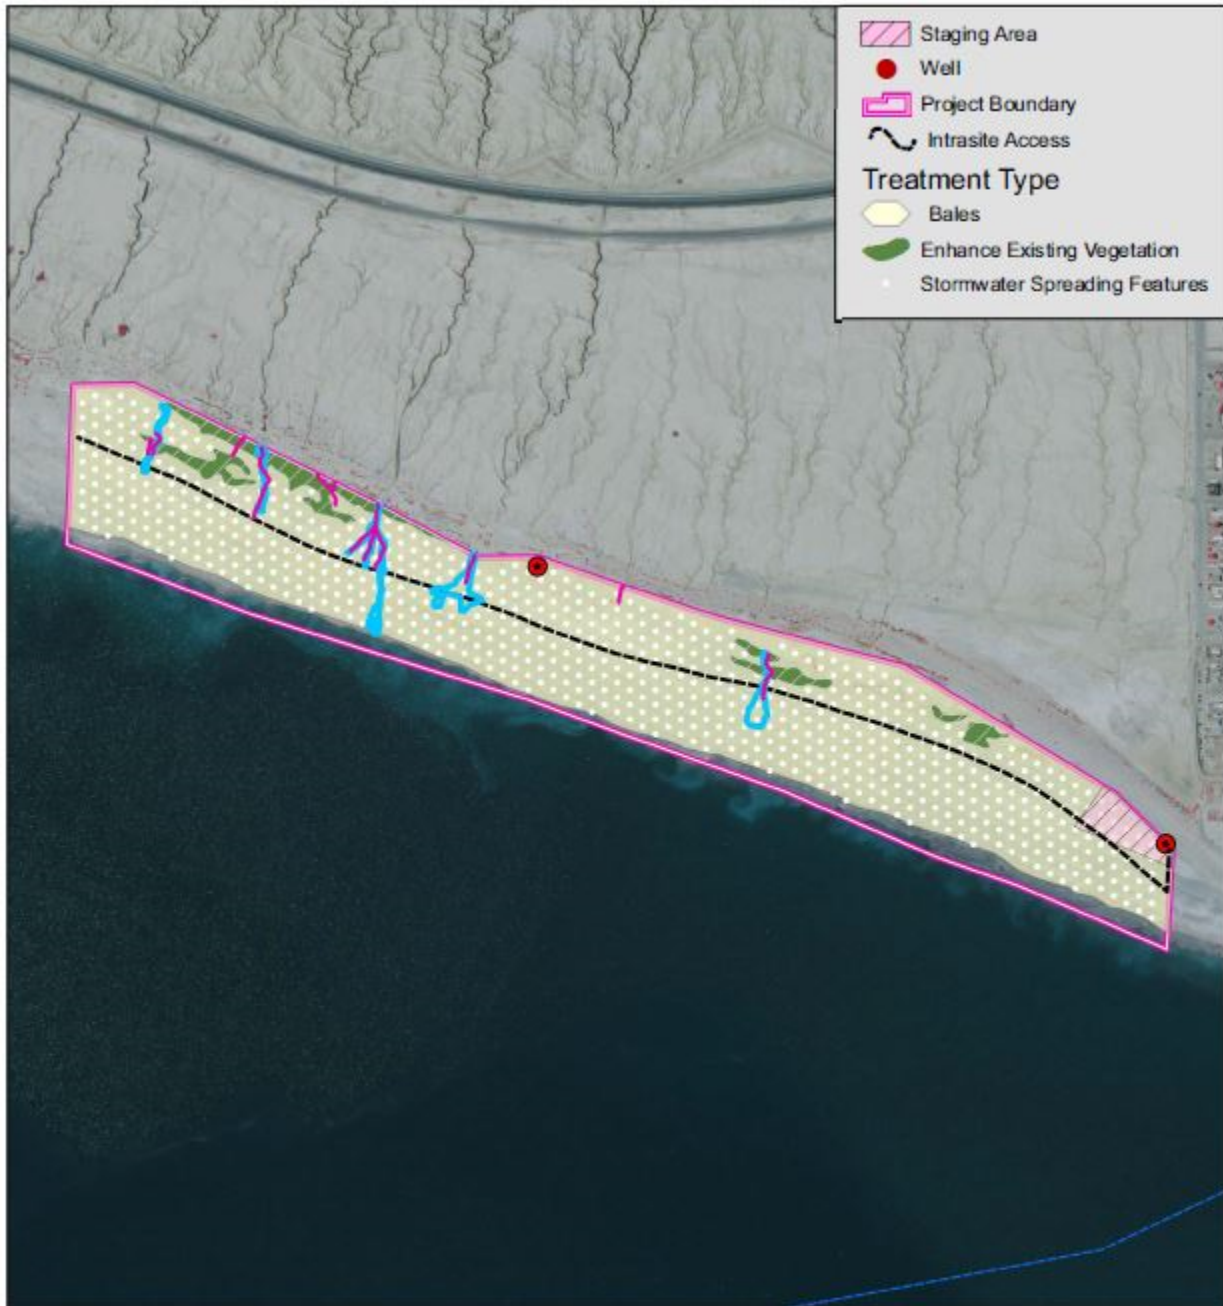 Staging Area
Well
Project Boundary
Intrasite Access
Treatment Type
Bales
Enhance Existing Vegetation
Stormwater Spreading Features